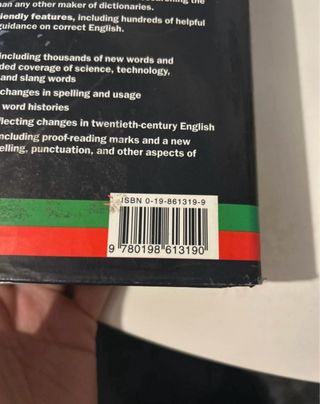 an any other maker of dictionaries.
iendly features, including hundreds of helpful
guidance on correct English.
including thousands of new words and
ded coverage of science, technology,
and slang words
changes in spelling and usage
word histories
flecting changes in twentieth-century English
ncluding proof-reading marks and a new
elling, punctuation, and other aspects of
ISBN 0-19-861319-9
9 780198 613190